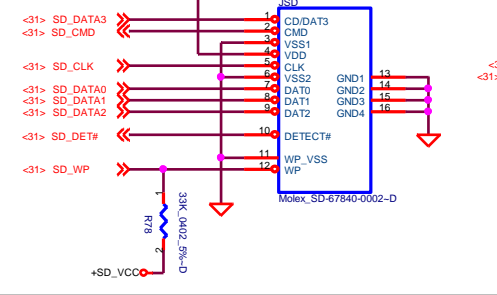 JSD
<31> SD_DATA3 1 CD/DAT3
<31> SD_CMD 2 CMD
3 VSS1
4 VDD
<31> SD_CLK 5 CLK
6 VSS2 GND1 13
<31> SD_DATA0 7 DAT0 GND2 14
<31> SD_DATA1 8 DAT1 GND3 15
<31> SD_DATA2 9 DAT2 GND4 16
<31> SD_DET# 10 DETECT#
11 WP_VSS
<31> SD_WP 12 WP
Molex_SD-67840-0002-D
1
R78
33K_0402_5%~D
2
+SD_VCC
<31>